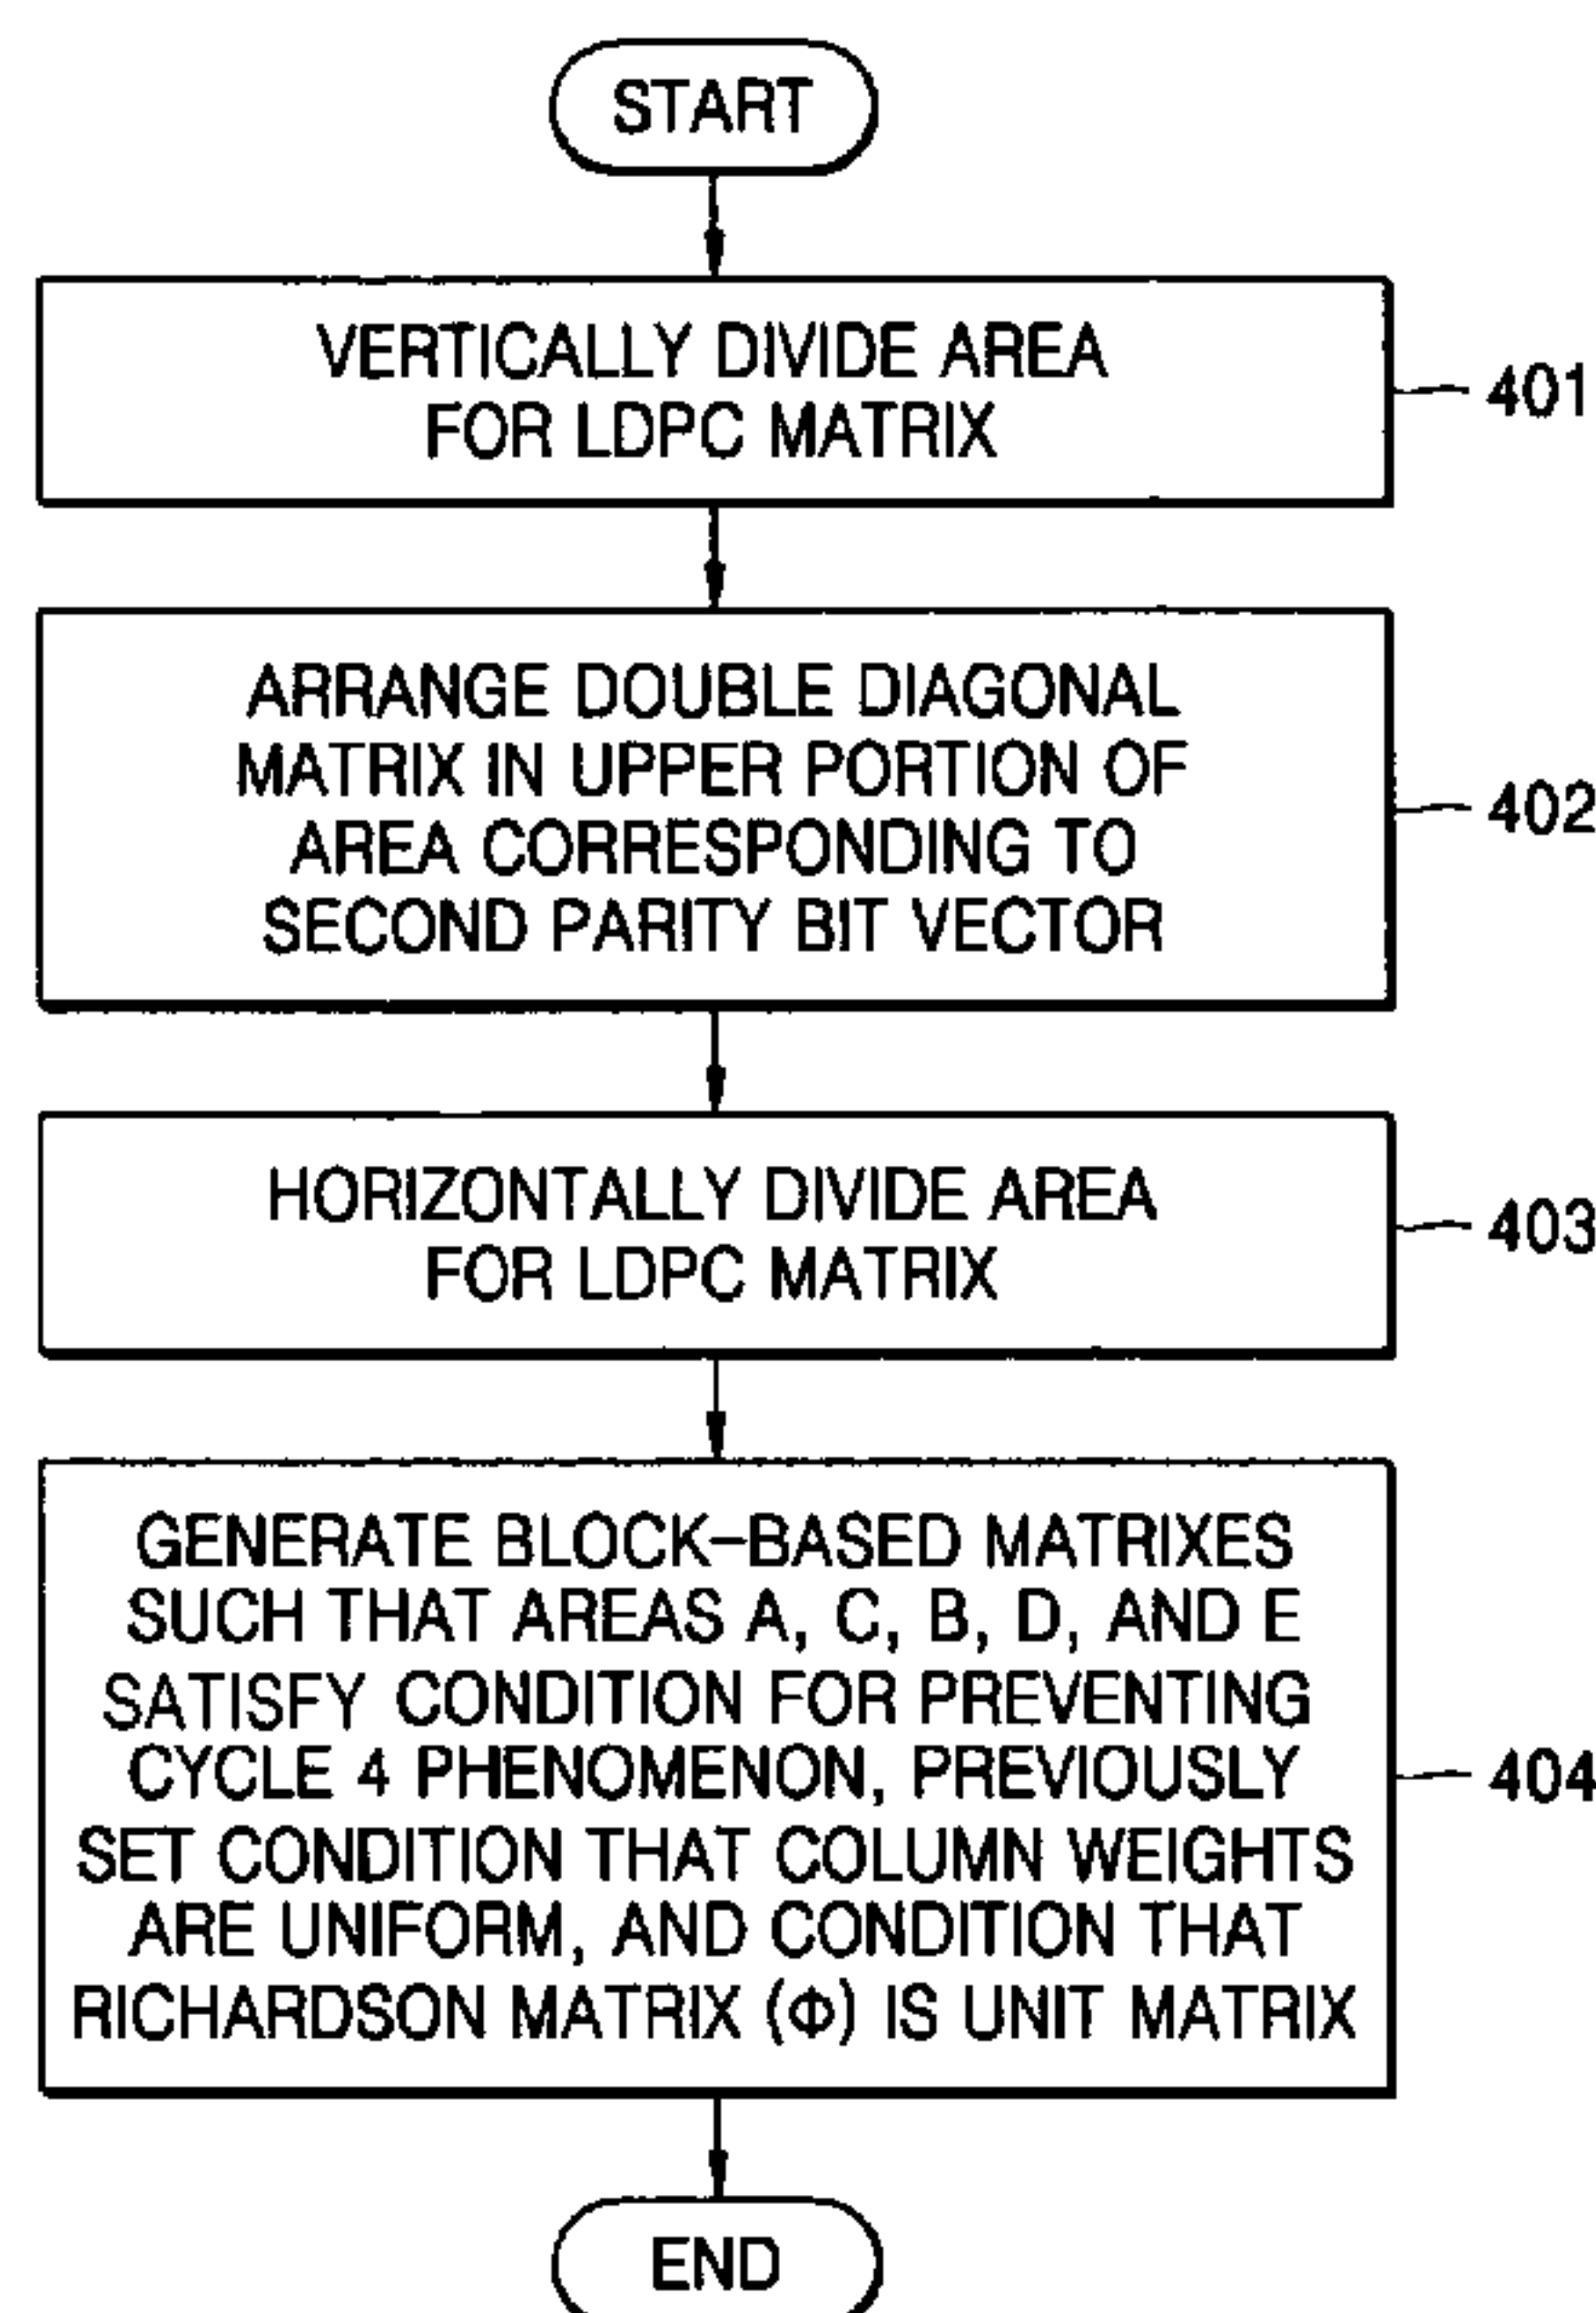 START
VERTICALLY DIVIDE AREA
FOR LDPC MATRIX
401
ARRANGE DOUBLE DIAGONAL
MATRIX IN UPPER PORTION OF
AREA CORRESPONDING TO
SECOND PARITY BIT VECTOR
402
HORIZONTALLY DIVIDE AREA
FOR LDPC MATRIX
403
GENERATE BLOCK-BASED MATRIXES
SUCH THAT AREAS A, C, B, D, AND E
SATISFY CONDITION FOR PREVENTING
CYCLE 4 PHENOMENON, PREVIOUSLY
SET CONDITION THAT COLUMN WEIGHTS
ARE UNIFORM, AND CONDITION THAT
RICHARDSON MATRIX (Φ) IS UNIT MATRIX
404
END